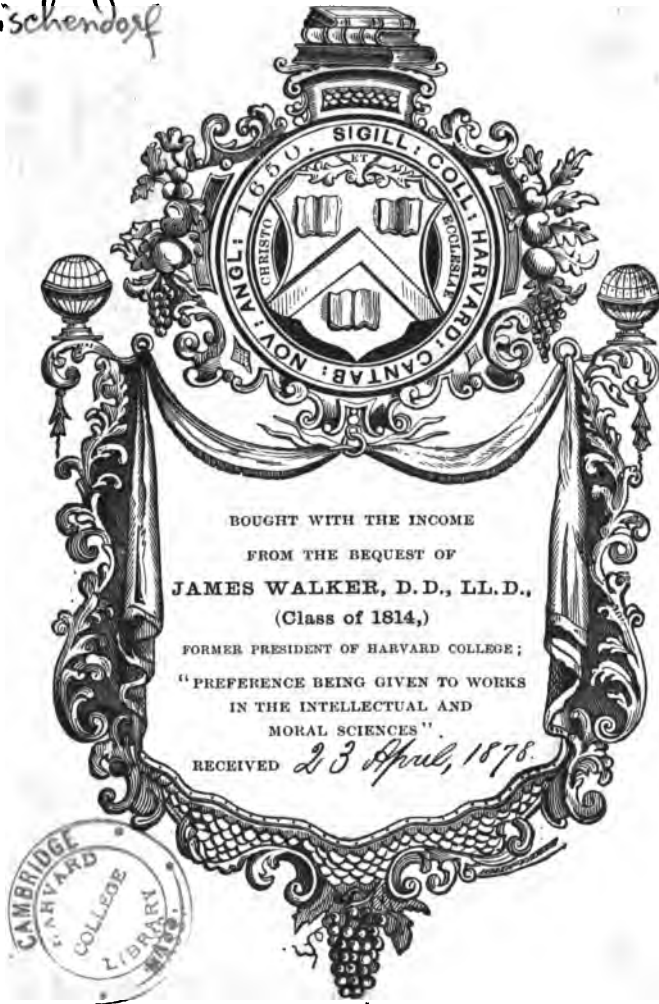 ischendorf
SIGILL: COLL: HARVARD: CANTAB: NOV: ANGL: 1650.
ET
CHRISTO
ECCLESIAE
BOUGHT WITH THE INCOME
FROM THE BEQUEST OF
JAMES WALKER, D.D., LL.D.,
(Class of 1814,)
FORMER PRESIDENT OF HARVARD COLLEGE;
"PREFERENCE BEING GIVEN TO WORKS
IN THE INTELLECTUAL AND
MORAL SCIENCES".
RECEIVED 23 April, 1878.
CAMBRIDGE
HARVARD
COLLEGE
LIBRARY